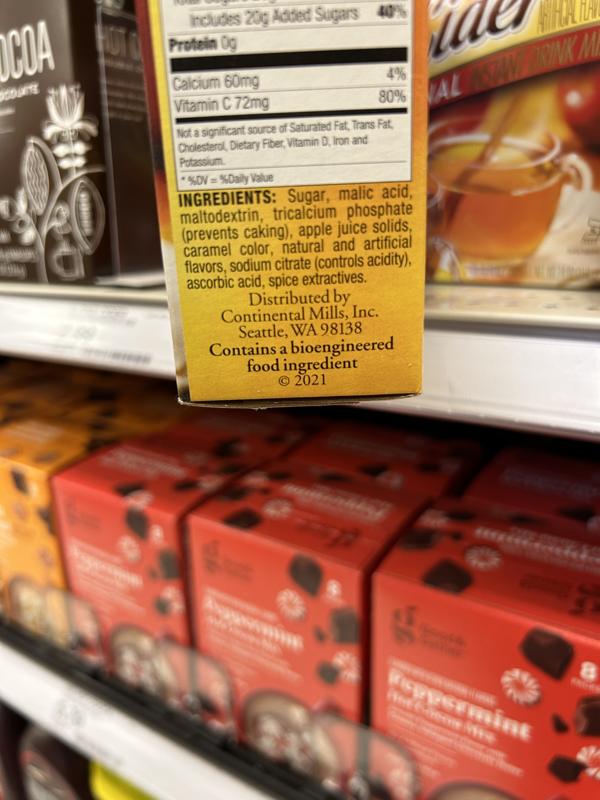 Includes 20g Added Sugars 40%
Protein 0g
Calcium 60mg 4%
Vitamin C 72mg 80%
Not a significant source of Saturated Fat, Trans Fat,
Cholesterol, Dietary Fiber, Vitamin D, Iron and
Potassium.
* %DV = %Daily Value
INGREDIENTS: Sugar, malic acid,
maltodextrin, tricalcium phosphate
(prevents caking), apple juice solids,
caramel color, natural and artificial
flavors, sodium citrate (controls acidity),
ascorbic acid, spice extractives.
Distributed by
Continental Mills, Inc.
Seattle, WA 98138
Contains a bioengineered
food ingredient
© 2021
COCOA
INSTANT DRINK MI
Peppermint
Hot Cocoa Mix
8
Peppermint
Hot Cocoa Mix
8